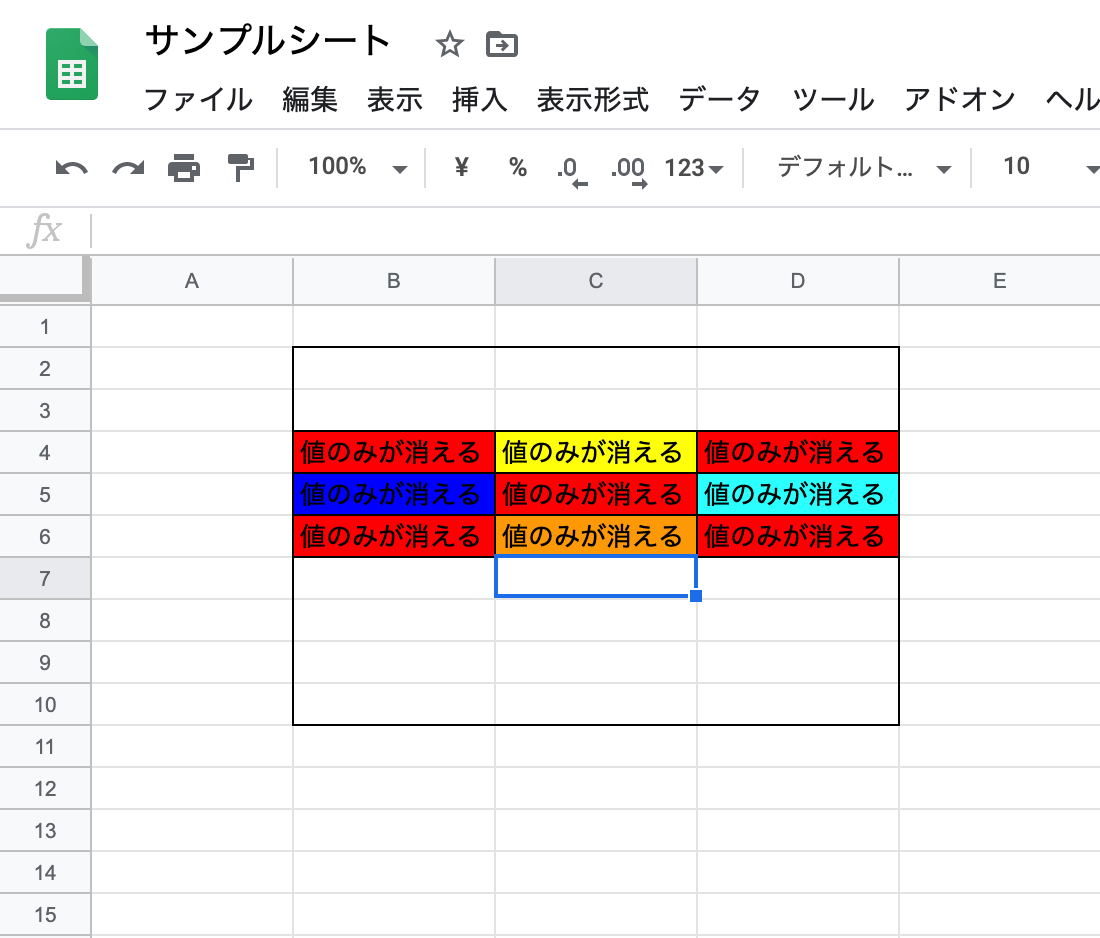 サンプルシート
ファイル 編集 表示 挿入 表示形式 データ ツール アドオン ヘル
100% ¥ % .0 .00 123 デフォルト... 10
fx
A B C D E
1
2
3
4 値のみが消える 値のみが消える 値のみが消える
5 値のみが消える 値のみが消える 値のみが消える
6 値のみが消える 値のみが消える 値のみが消える
7
8
9
10
11
12
13
14
15